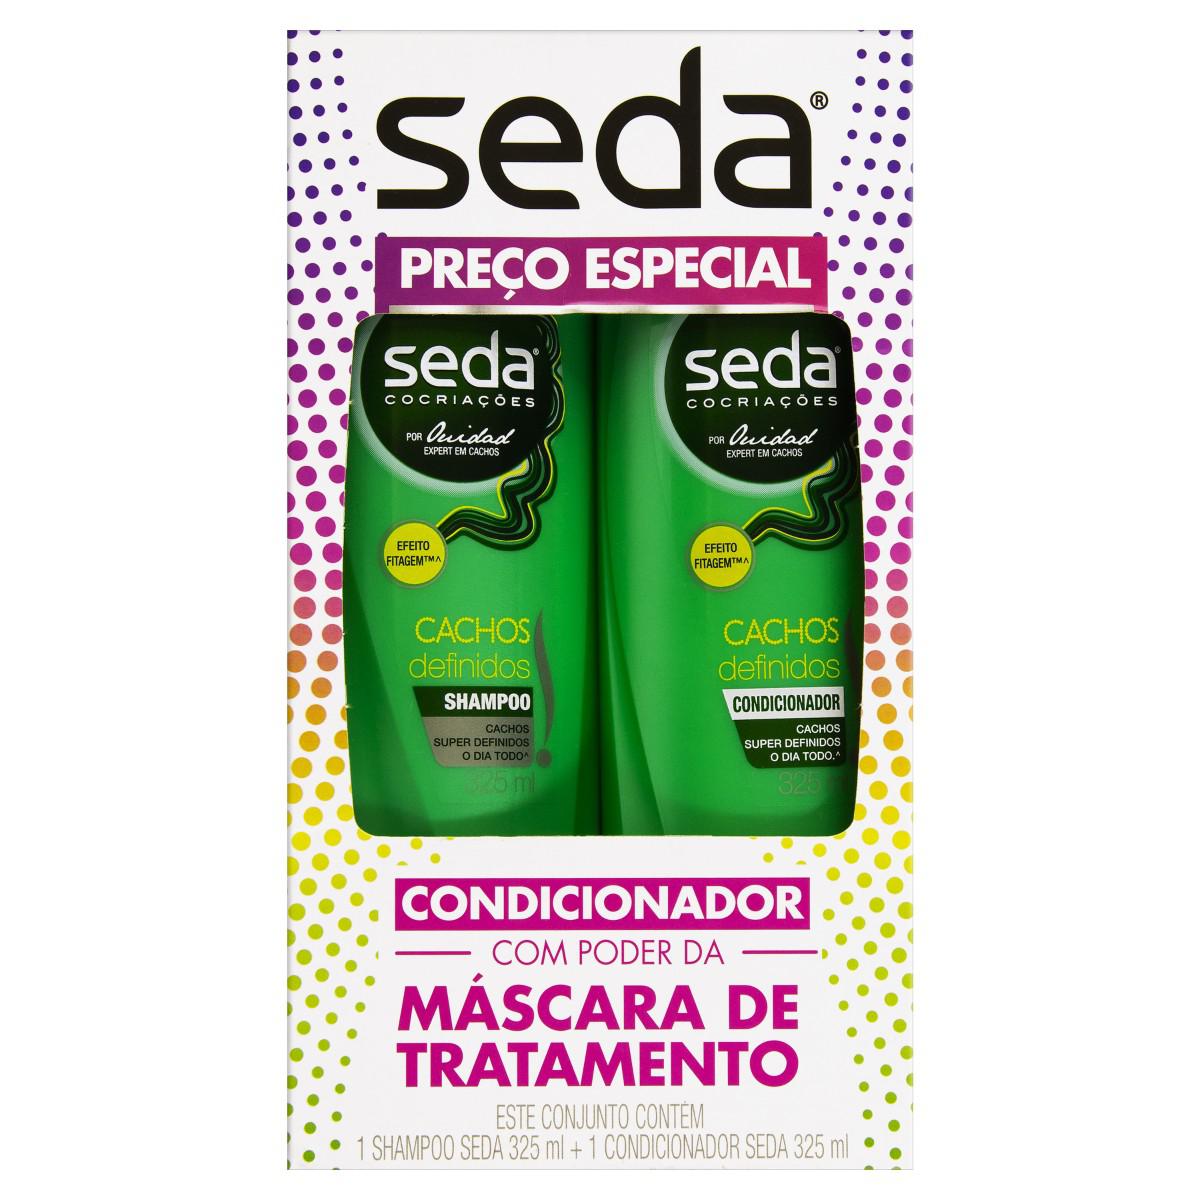 seda®
PREÇO ESPECIAL
seda®
COCRIAÇÕES
POR Ouidad
EXPERT EM CACHOS
EFEITO
FITAGEM™^
CACHOS
definidos
SHAMPOO
CACHOS
SUPER DEFINIDOS
O DIA TODO^
325 ml
seda®
COCRIAÇÕES
POR Ouidad
EXPERT EM CACHOS
EFEITO
FITAGEM™^
CACHOS
definidos
CONDICIONADOR
CACHOS
SUPER DEFINIDOS
O DIA TODO.^
325
CONDICIONADOR
COM PODER DA
MÁSCARA DE
TRATAMENTO
ESTE CONJUNTO CONTÉM
1 SHAMPOO SEDA 325 ml + 1 CONDICIONADOR SEDA 325 ml